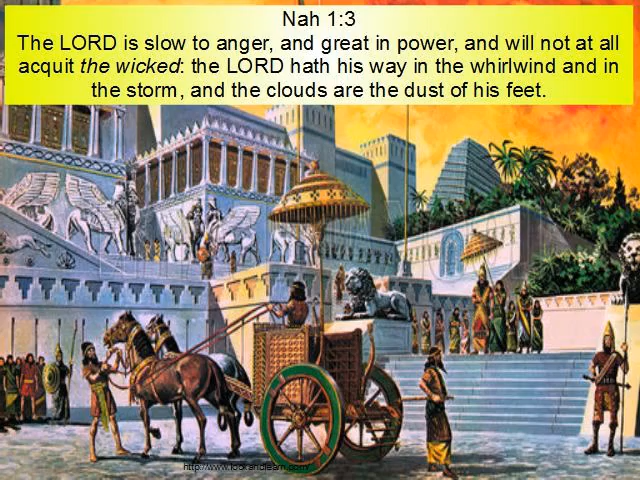 Nah 1:3
The LORD is slow to anger, and great in power, and will not at all
acquit the wicked: the LORD hath his way in the whirlwind and in
the storm, and the clouds are the dust of his feet.
http://www.lookandlearn.com/